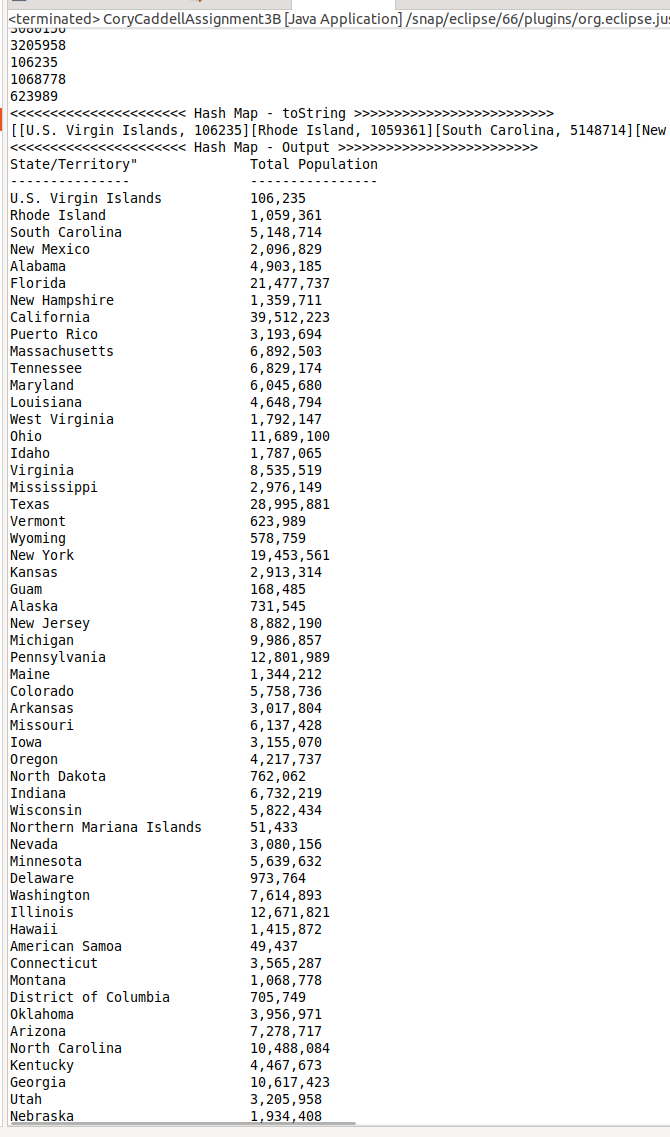 <terminated> CoryCaddellAssignment3B [Java Application] /snap/eclipse/66/plugins/org.eclipse.jus
3080156
3205958
106235
1068778
623989
<<<<<<<<<<<<<<<<<<<<<< Hash Map - toString >>>>>>>>>>>>>>>>>>>>>>>>>
[[U.S. Virgin Islands, 106235][Rhode Island, 1059361][South Carolina, 5148714][New
<<<<<<<<<<<<<<<<<<<<<< Hash Map - Output >>>>>>>>>>>>>>>>>>>>>>>>>
State/Territory" Total Population
--------------- ----------------
U.S. Virgin Islands 106,235
Rhode Island 1,059,361
South Carolina 5,148,714
New Mexico 2,096,829
Alabama 4,903,185
Florida 21,477,737
New Hampshire 1,359,711
California 39,512,223
Puerto Rico 3,193,694
Massachusetts 6,892,503
Tennessee 6,829,174
Maryland 6,045,680
Louisiana 4,648,794
West Virginia 1,792,147
Ohio 11,689,100
Idaho 1,787,065
Virginia 8,535,519
Mississippi 2,976,149
Texas 28,995,881
Vermont 623,989
Wyoming 578,759
New York 19,453,561
Kansas 2,913,314
Guam 168,485
Alaska 731,545
New Jersey 8,882,190
Michigan 9,986,857
Pennsylvania 12,801,989
Maine 1,344,212
Colorado 5,758,736
Arkansas 3,017,804
Missouri 6,137,428
Iowa 3,155,070
Oregon 4,217,737
North Dakota 762,062
Indiana 6,732,219
Wisconsin 5,822,434
Northern Mariana Islands 51,433
Nevada 3,080,156
Minnesota 5,639,632
Delaware 973,764
Washington 7,614,893
Illinois 12,671,821
Hawaii 1,415,872
American Samoa 49,437
Connecticut 3,565,287
Montana 1,068,778
District of Columbia 705,749
Oklahoma 3,956,971
Arizona 7,278,717
North Carolina 10,488,084
Kentucky 4,467,673
Georgia 10,617,423
Utah 3,205,958
Nebraska 1,934,408